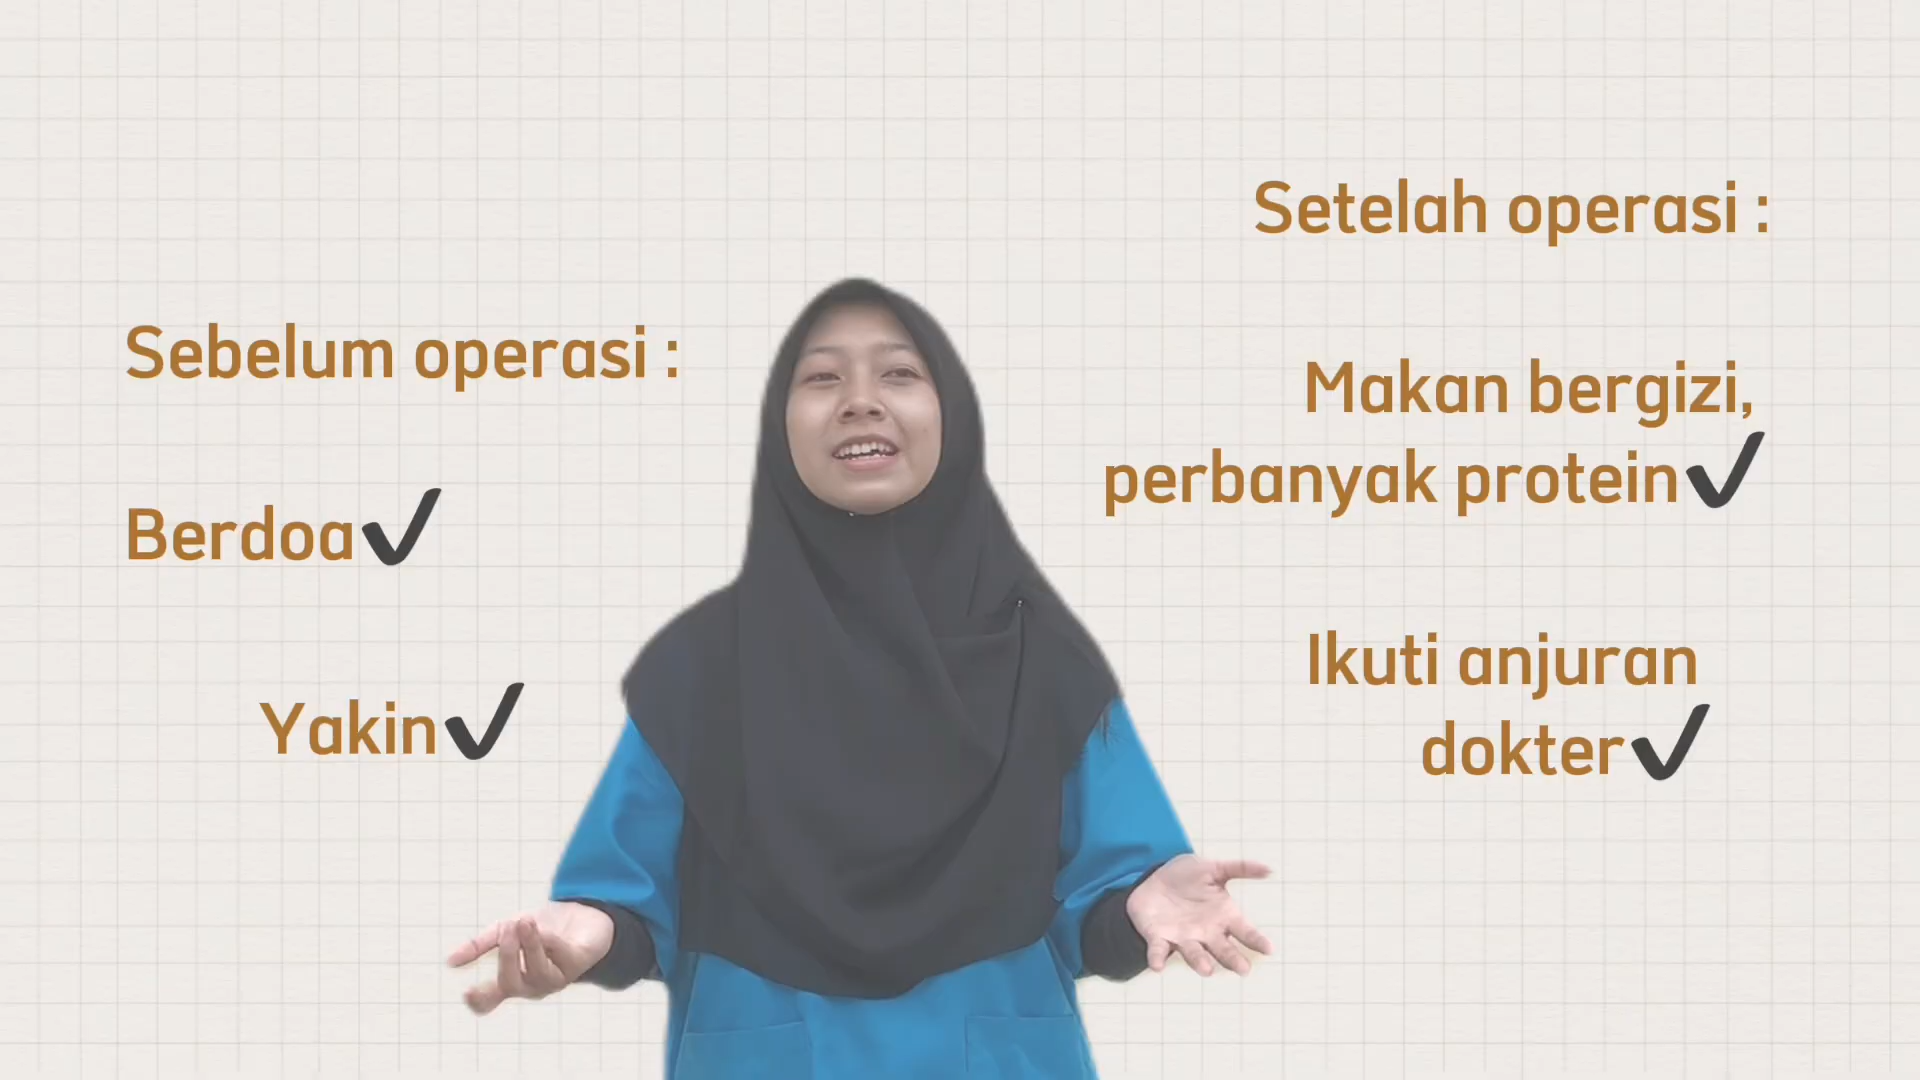 Sebelum operasi :
Berdoa✔
Yakin✔
Setelah operasi :
Makan bergizi,
perbanyak protein✔
Ikuti anjuran
dokter✔